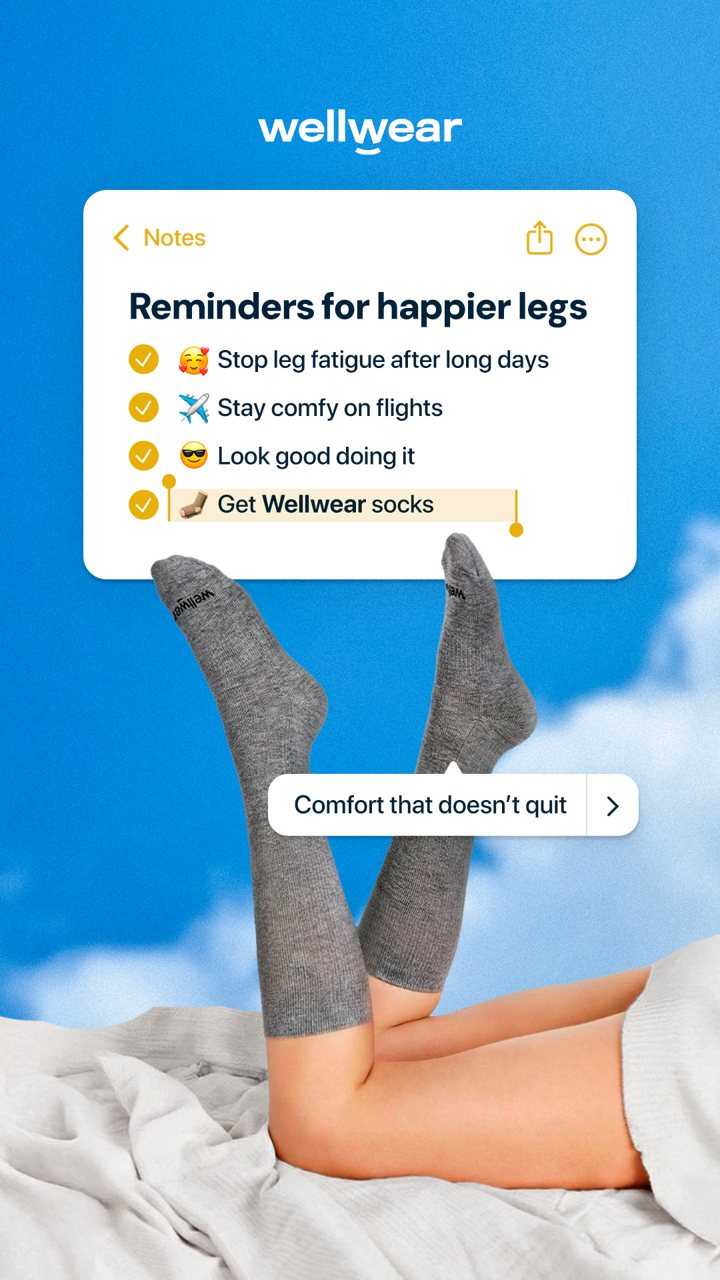 wellwear
Notes
Reminders for happier legs
🥰 Stop leg fatigue after long days
✈️ Stay comfy on flights
😎 Look good doing it
🧦 Get Wellwear socks
wellwear
Comfort that doesn't quit